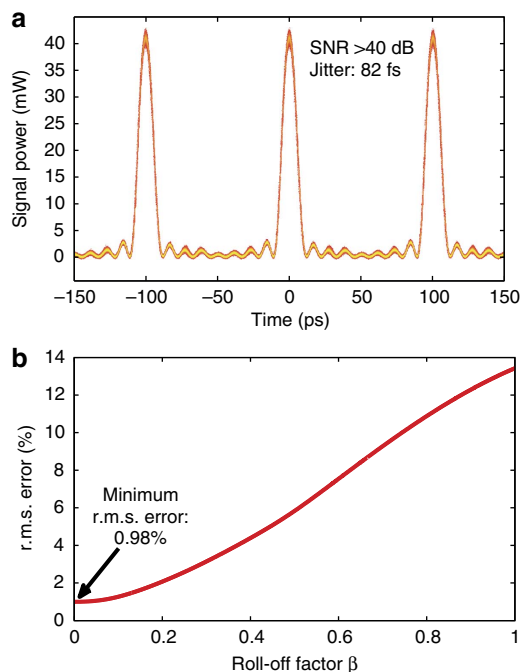 a
SNR >40 dB
Jitter: 82 fs
Signal power (mW)
40
35
30
25
20
15
10
5
0
−150 −100 −50 0 50 100 150
Time (ps)
b
r.m.s. error (%)
14
12
10
8
6
4
2
0
Minimum
r.m.s. error:
0.98%
0 0.2 0.4 0.6 0.8 1
Roll-off factor β